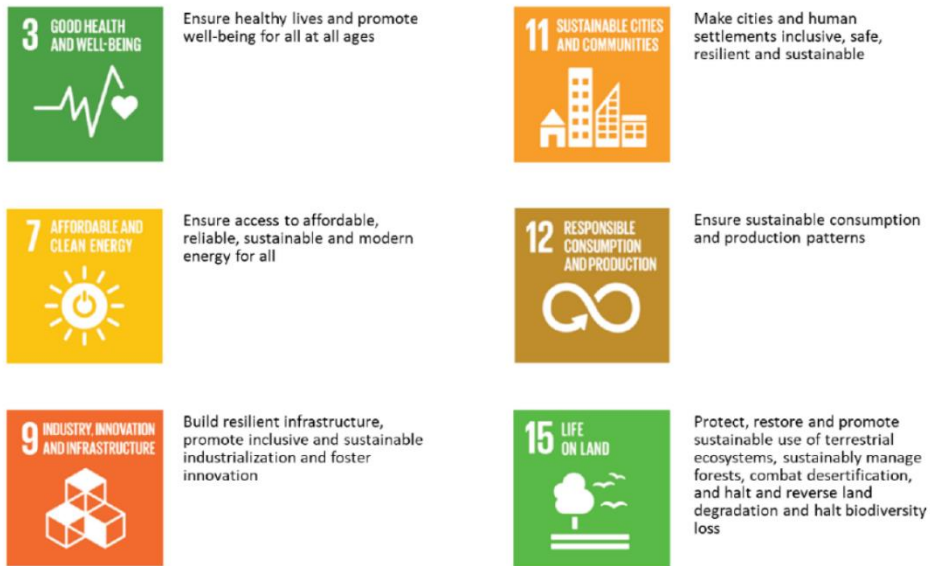 3 GOOD HEALTH
AND WELL-BEING
Ensure healthy lives and promote
well-being for all at all ages
11 SUSTAINABLE CITIES
AND COMMUNITIES
Make cities and human
settlements inclusive, safe,
resilient and sustainable
7 AFFORDABLE AND
CLEAN ENERGY
Ensure access to affordable,
reliable, sustainable and modern
energy for all
12 RESPONSIBLE
CONSUMPTION
AND PRODUCTION
Ensure sustainable consumption
and production patterns
9 INDUSTRY, INNOVATION
AND INFRASTRUCTURE
Build resilient infrastructure,
promote inclusive and sustainable
industrialization and foster
innovation
15 LIFE
ON LAND
Protect, restore and promote
sustainable use of terrestrial
ecosystems, sustainably manage
forests, combat desertification,
and halt and reverse land
degradation and halt biodiversity
loss